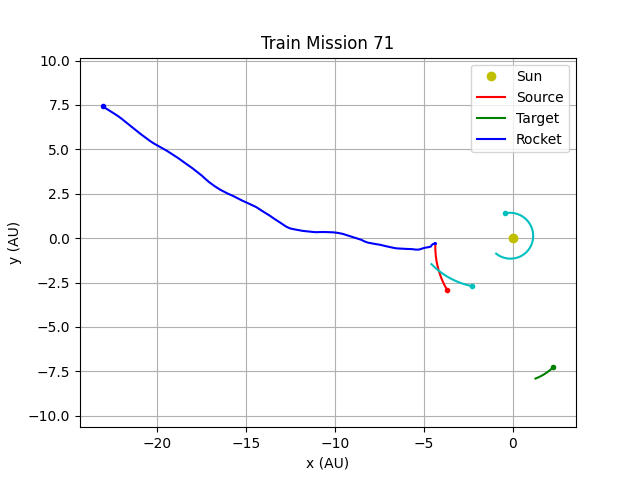 Train Mission 71
10.0
7.5
5.0
2.5
0.0
−2.5
−5.0
−7.5
−10.0
y (AU)
Sun
Source
Target
Rocket
−20
−15
−10
−5
0
x (AU)